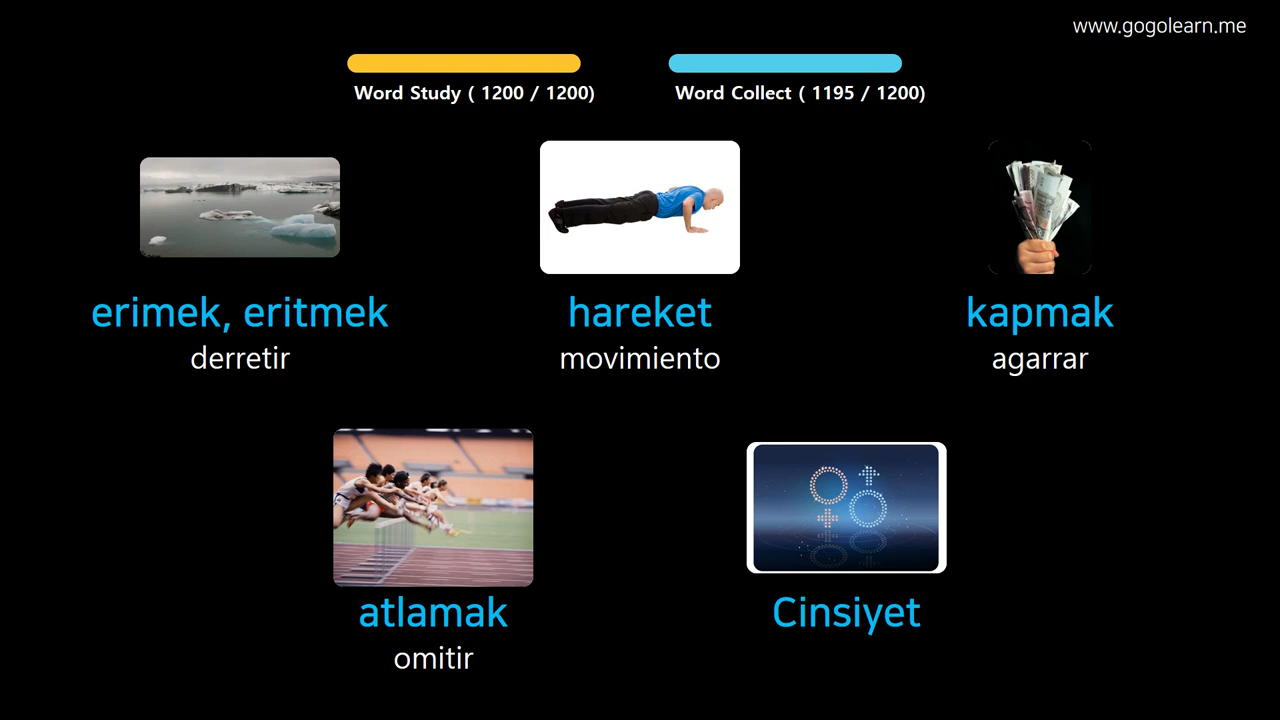 www.gogolearn.me
Word Study ( 1200 / 1200)
Word Collect ( 1195 / 1200)
erimek, eritmek
derretir
hareket
movimiento
kapmak
agarrar
atlamak
omitir
Cinsiyet